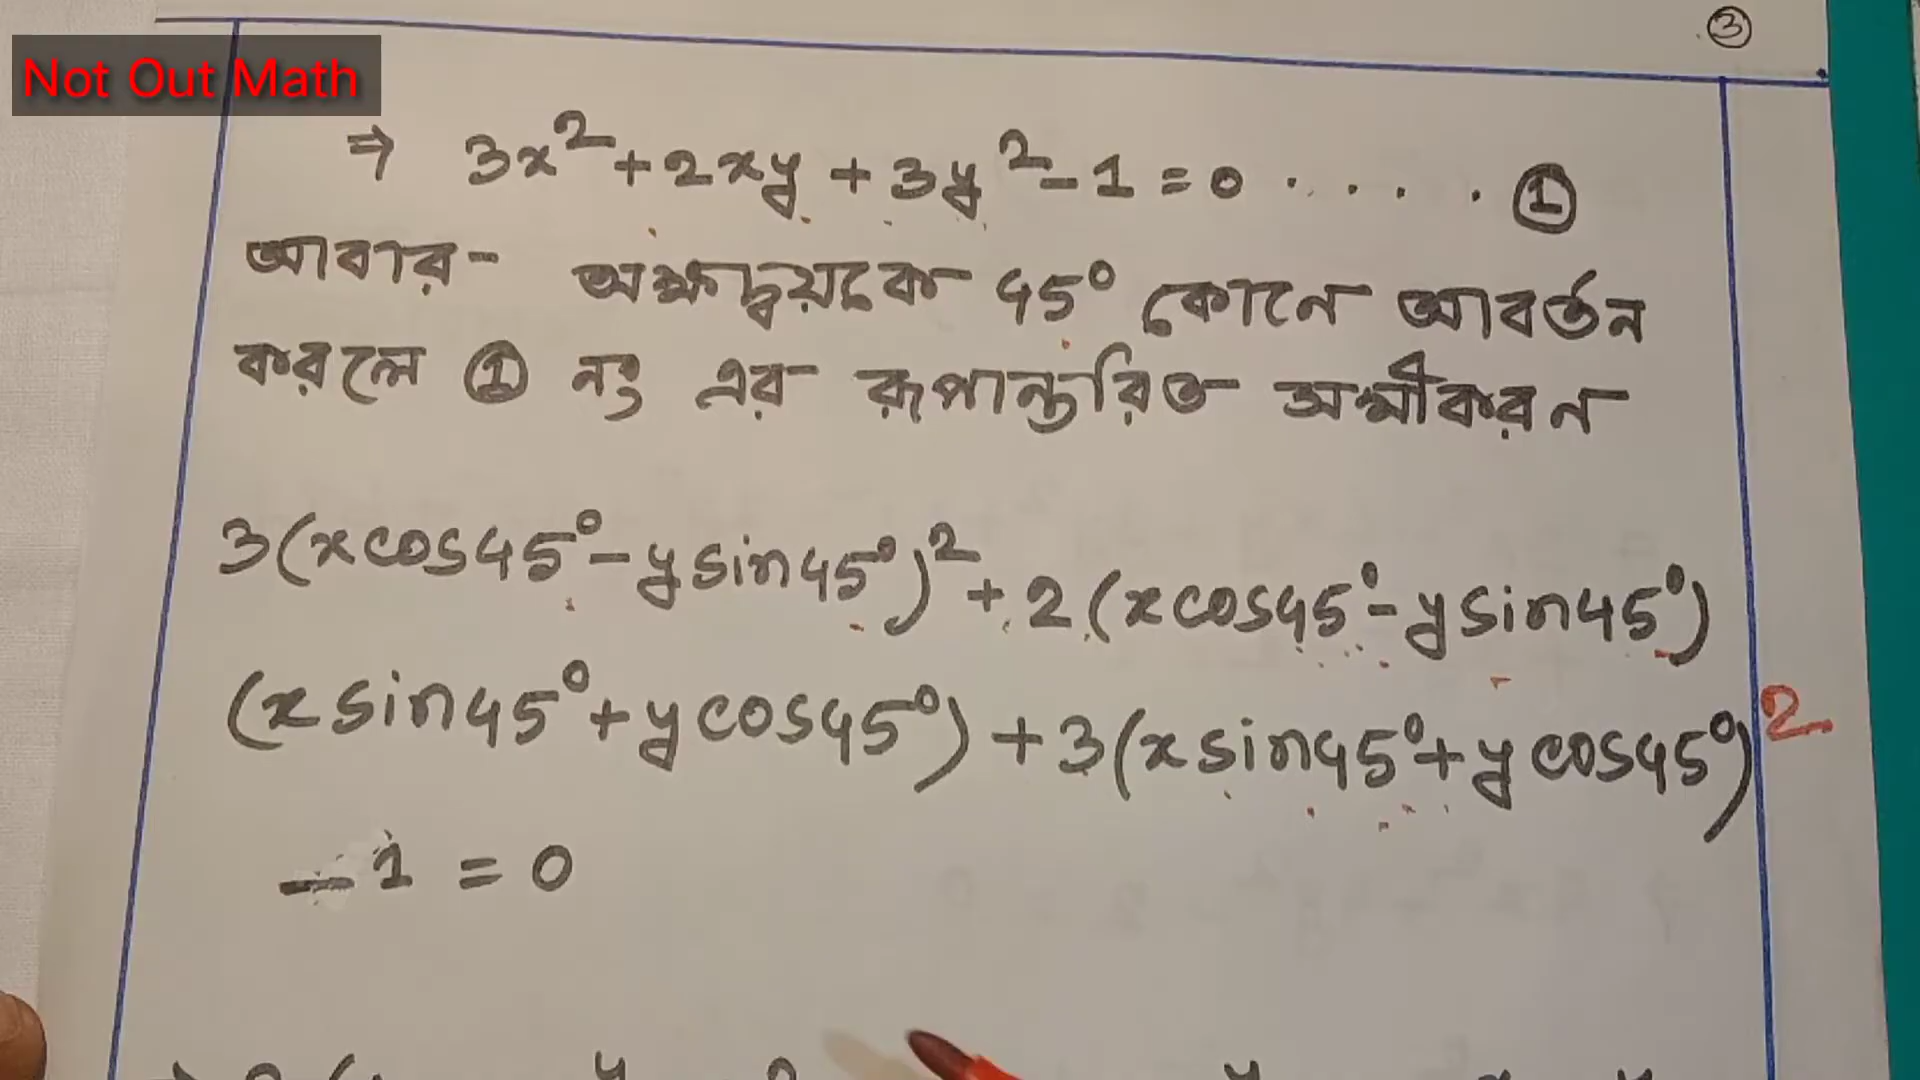 ③
Not Out Math
⇒ 3x² + 2xy + 3y² - 1 = 0 . . . . ①
আবার- অক্ষদ্বয়কে 45° কোনে আবর্তন
করলে ① নং এর রূপান্তরিত সমীকরন
3(xcos45° - ysin45°)² + 2(xcos45° - ysin45°)
(xsin45° + ycos45°) + 3(xsin45° + ycos45°)²
- 1 = 0